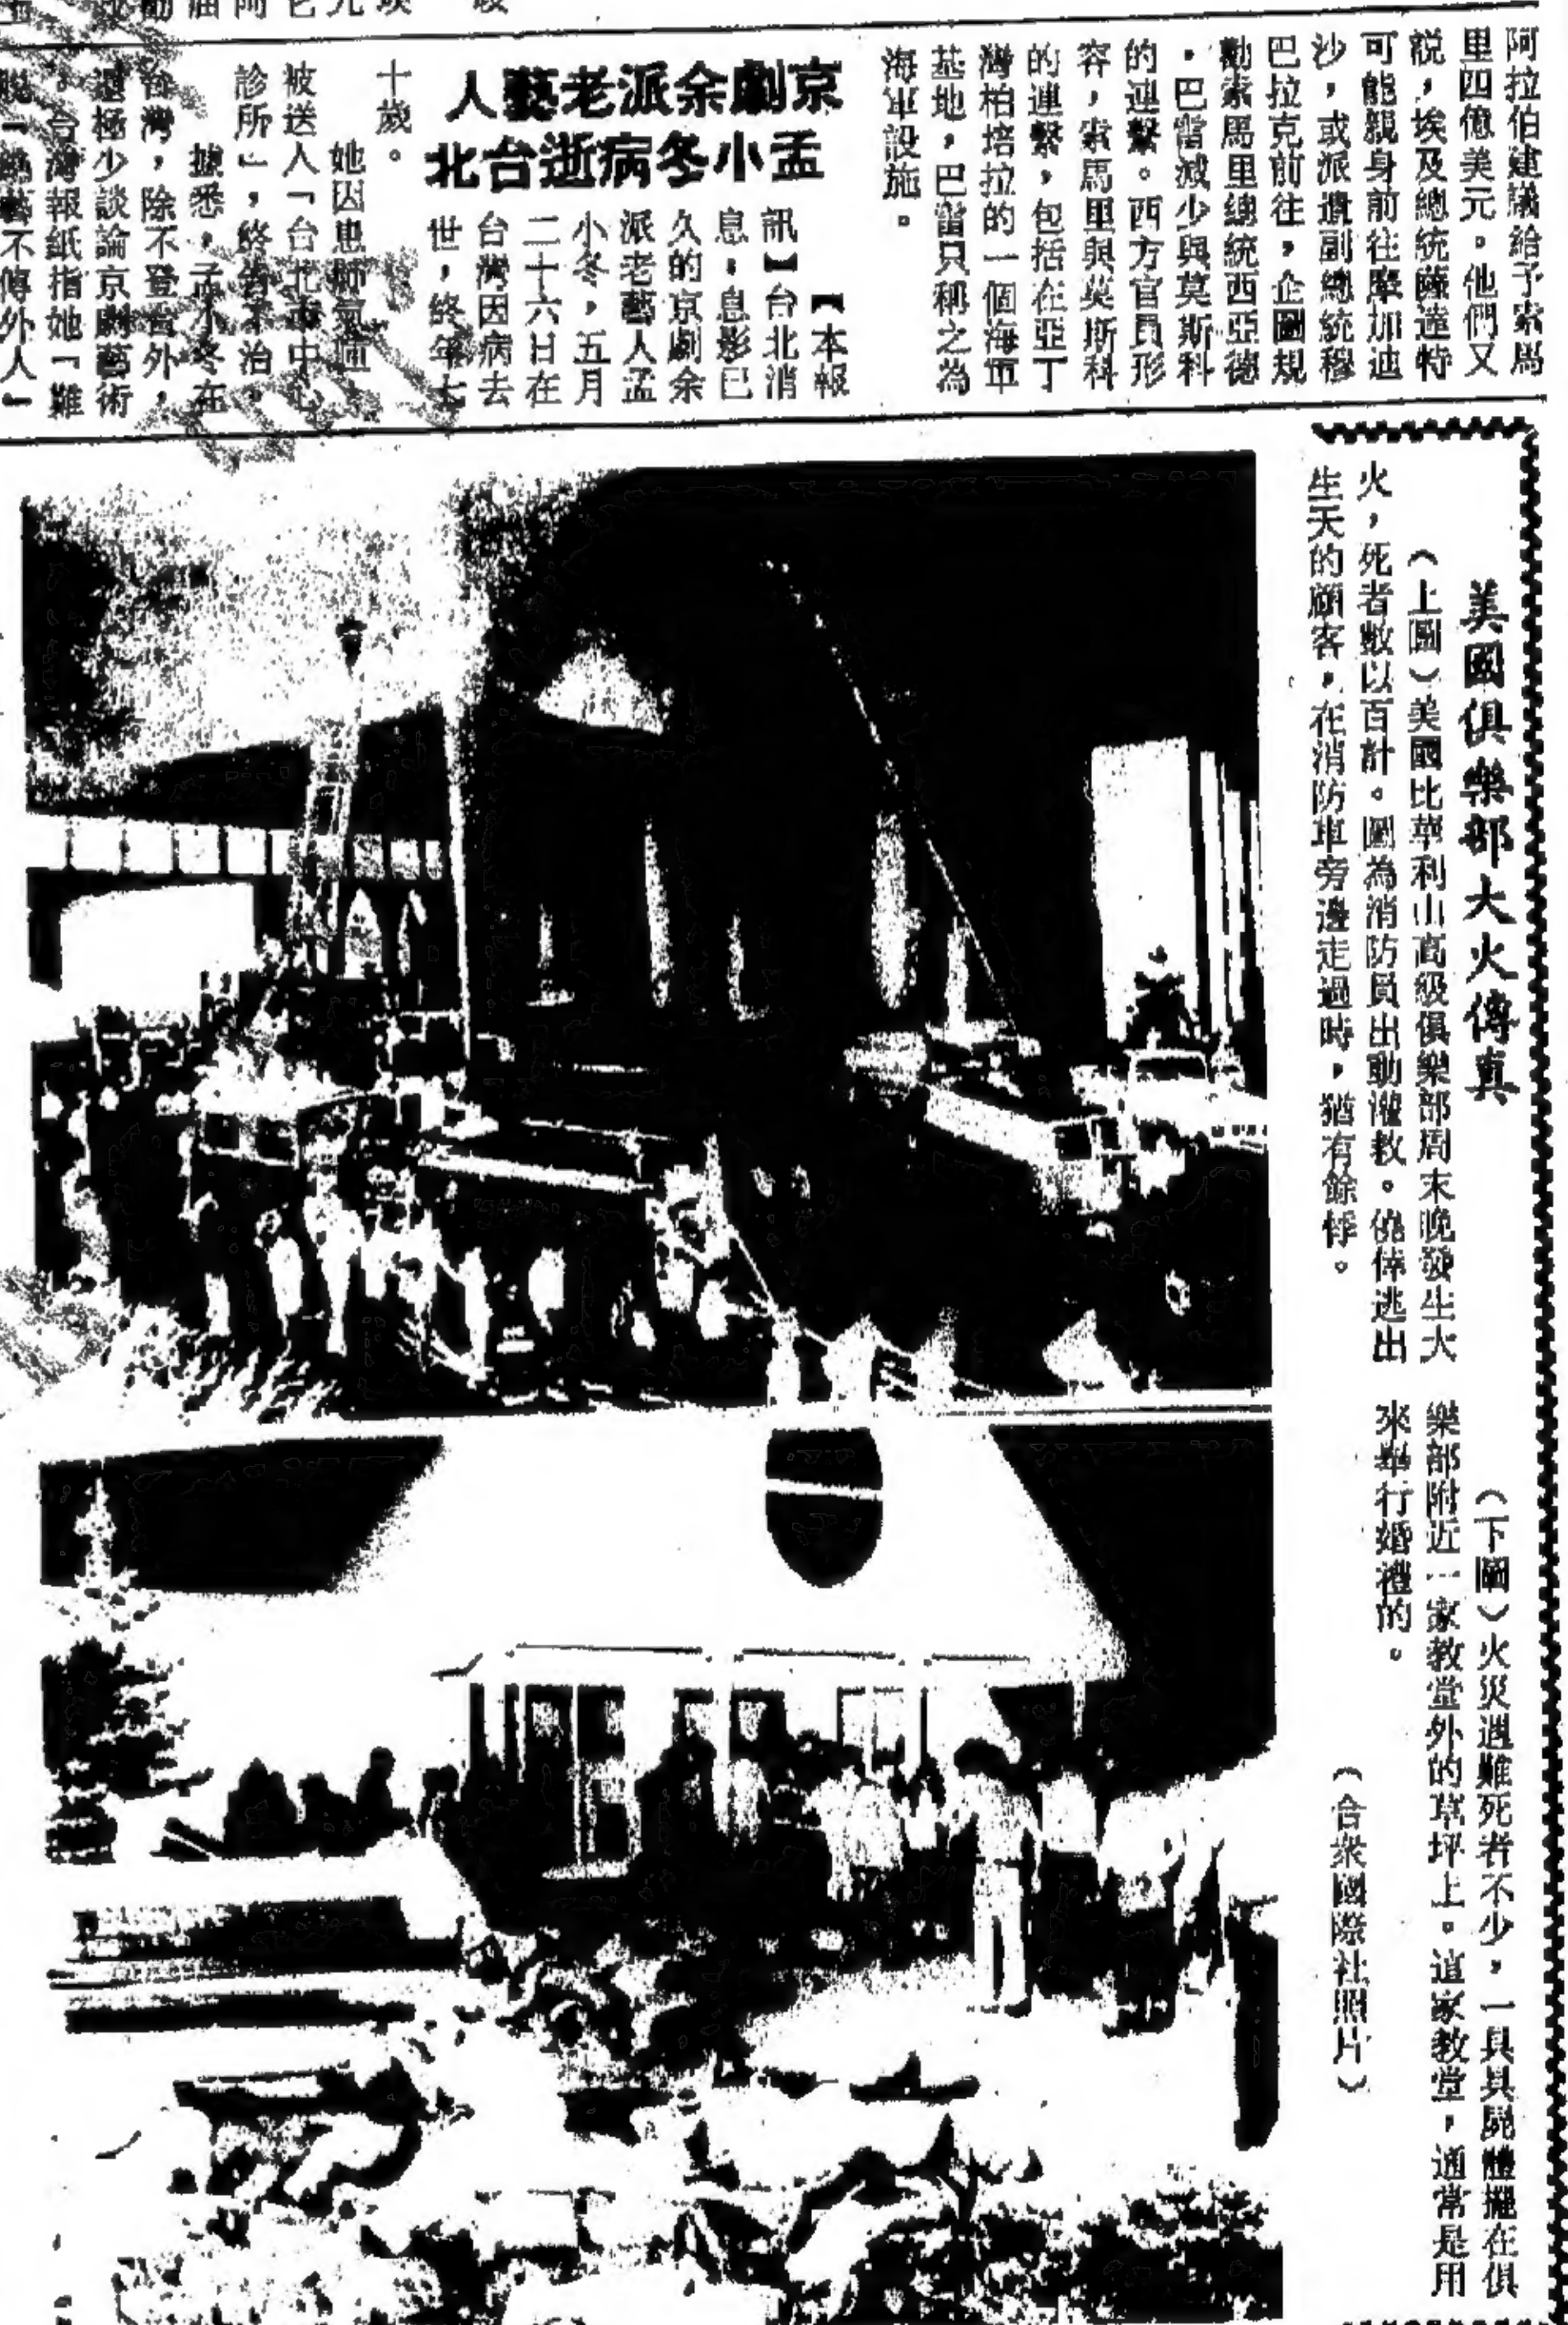 阿拉伯建議給予索馬
里四億美元。他們又
説,埃及總統薩達特
可能親身前往摩加迪
沙,或派遣副總統穆
巴拉克前往,企圖規
勸索馬里總統西亞德
・巴雷減少與莫斯科
的連繫。西方官員形
容,索馬里與莫斯科
的連繫,包括在亞丁
灣柏培拉的一個海軍
基地,巴雷只稱之為
海軍設施。
京劇余派老藝人
孟小冬病逝台北
【本報
訊】台北消
息,息影已
久的京劇余
派老藝人孟
小冬,五月
二十六日在
台灣因病去
世,終年七
十歲。
她因患肺氣
被送入「台北市中心
診所」,終告不治。
據悉,孟小冬在
台灣,除不登台外,
還極少談論京劇藝術
。台灣報紙指她「難
藝不傳外人」
美國俱樂部大火傳真
(上圖)美國比華利山高級俱樂部周末晚發生大
火,死者數以百計。圖為消防員出動灌救。僥倖逃出
生天的顧客,在消防車旁邊走過時,猶有餘悸。
(下圖)火災遇難死者不少,一具具屍體擺在俱
樂部附近一家教堂外的草坪上。這家教堂,通常是用
來舉行婚禮的。
(合衆國際社照片)